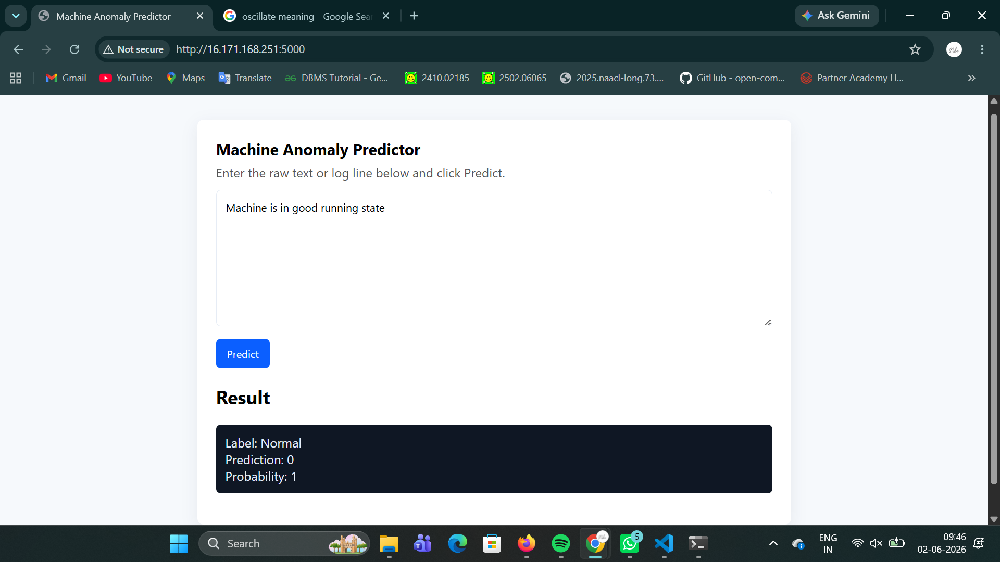 Machine Anomaly Predictor
oscillate meaning - Google Sea
Ask Gemini
Not secure
http://16.171.168.251:5000
Gmail
YouTube
Maps
Translate
DBMS Tutorial - Ge...
2410.02185
2502.06065
2025.naacl-long.73....
GitHub - open-com...
Partner Academy H...
Machine Anomaly Predictor
Enter the raw text or log line below and click Predict.
Machine is in good running state
Predict
Result
Label: Normal
Prediction: 0
Probability: 1
Search
5
ENG
IN
09:46
02-06-2026